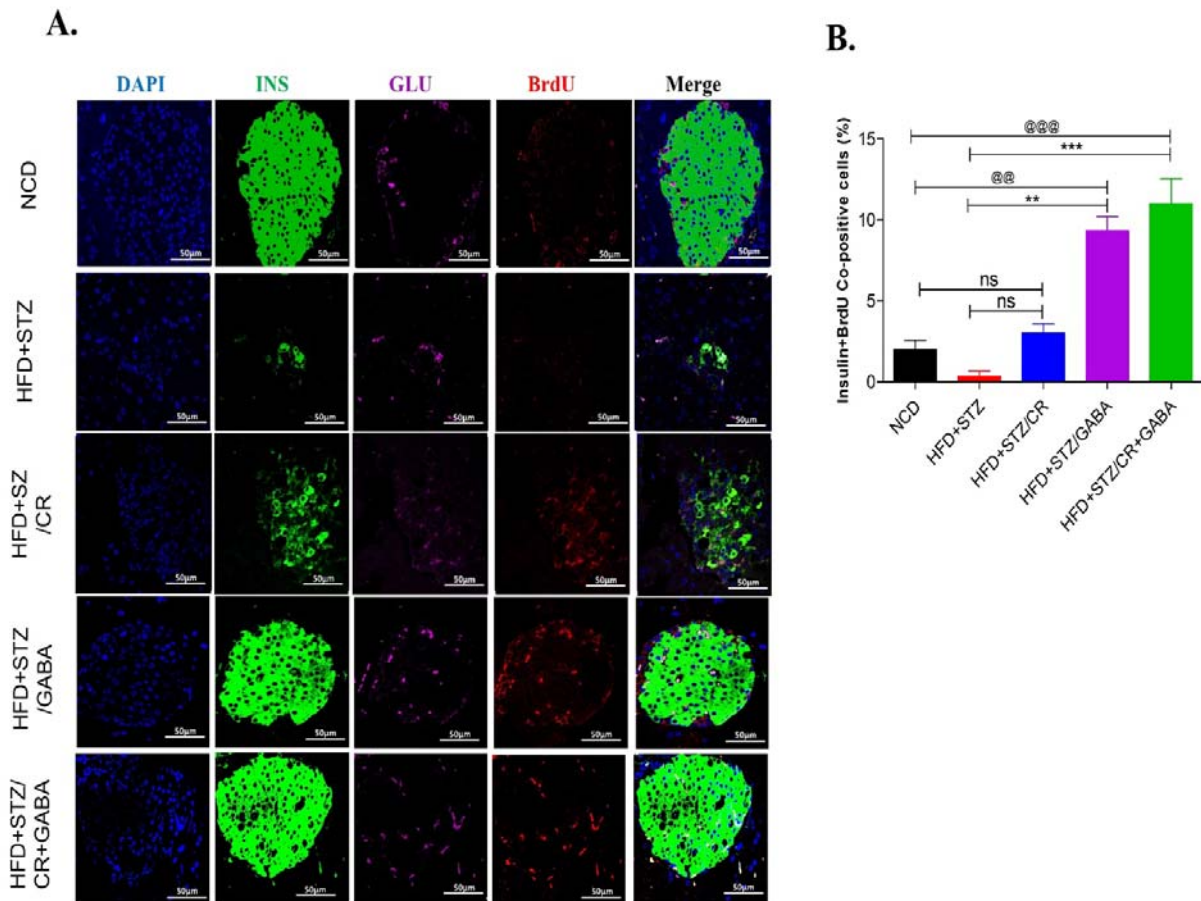 A.
DAPI INS GLU BrdU Merge
NCD
50μm 50μm 50μm 50μm 50μm
HFD+STZ
50μm 50μm 50μm 50μm 50μm
HFD+SZ
/CR
50μm 50μm 50μm 50μm 50μm
HFD+STZ
/GABA
50μm 50μm 50μm 50μm 50μm
HFD+STZ/
CR+GABA
50μm 50μm 50μm 50μm 50μm
B.
Insulin+BrdU Co-positive cells (%)
15
10
5
0
@@@
***
@@
**
ns
ns
NCD
HFD+STZ
HFD+STZ/CR
HFD+STZ/GABA
HFD+STZ/CR+GABA